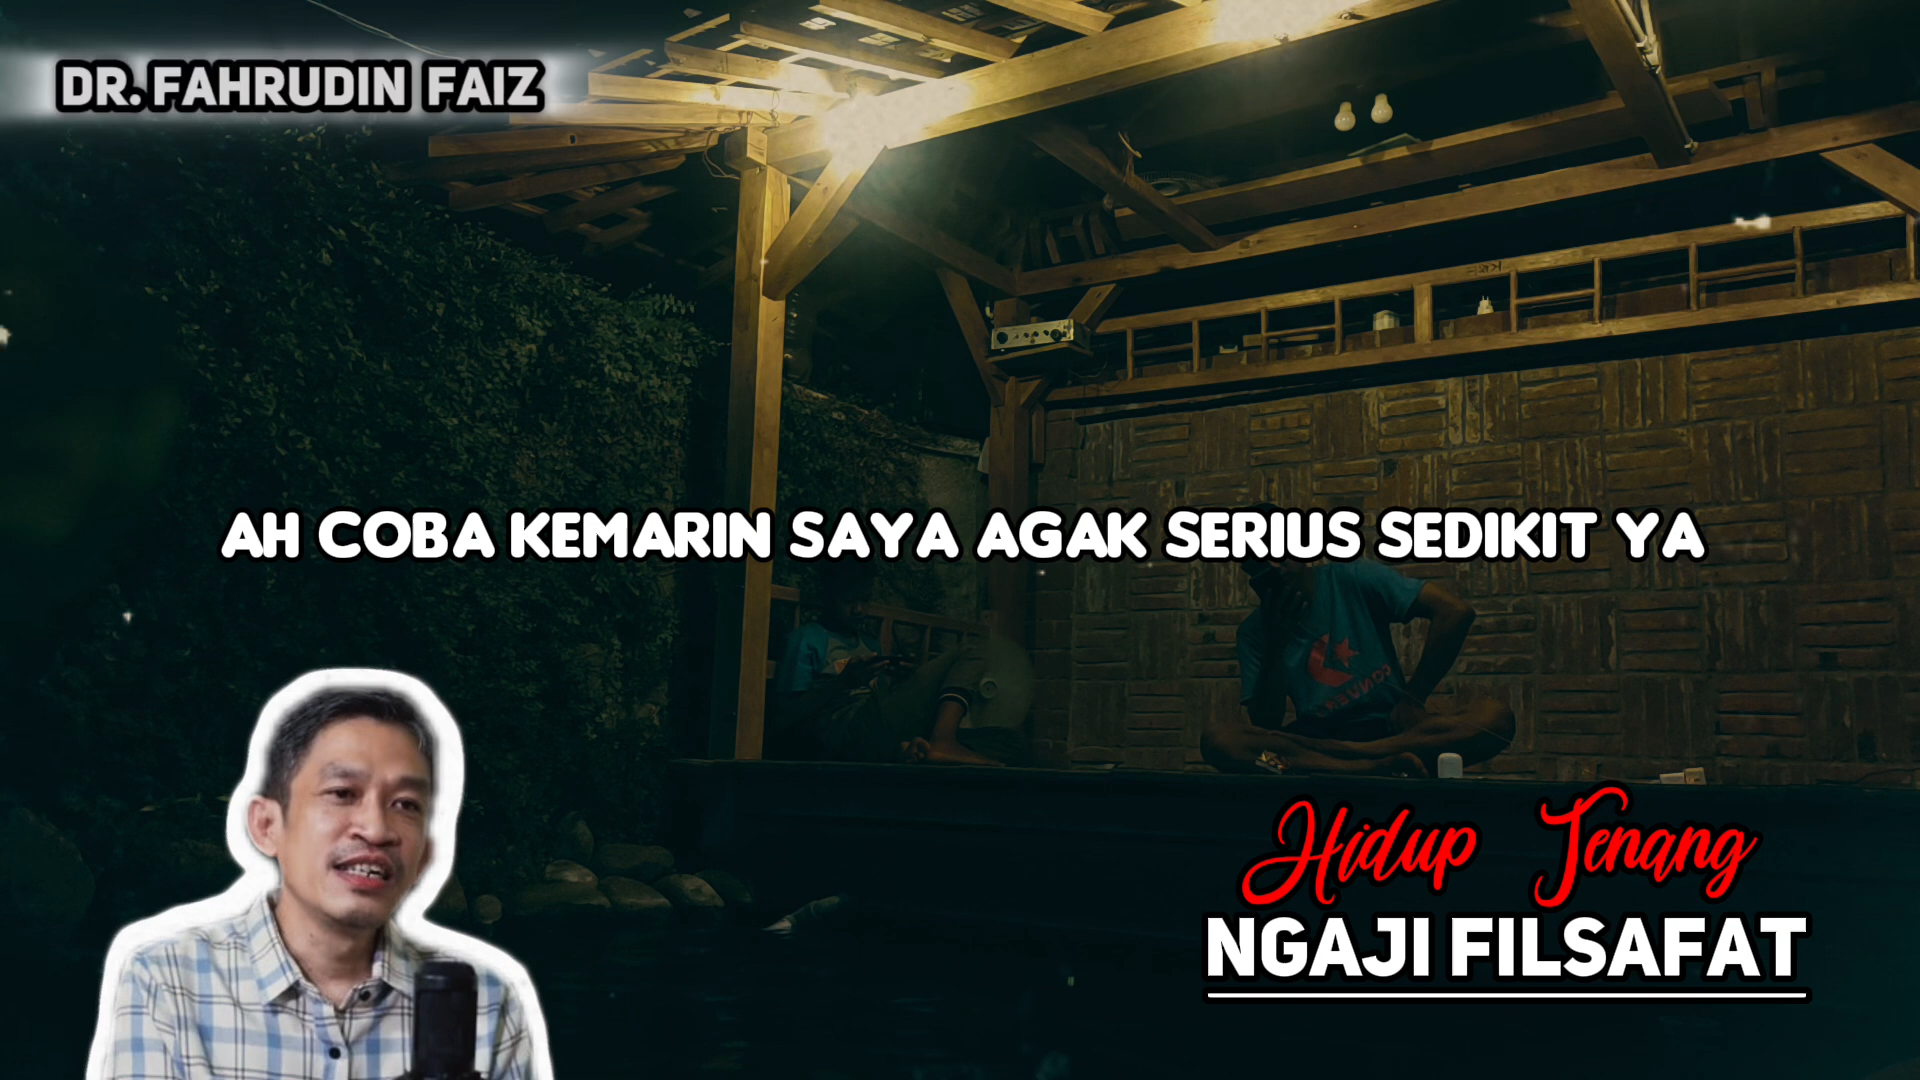 DR. FAHRUDIN FAIZ
AH COBA KEMARIN SAYA AGAK SERIUS SEDIKIT YA
Hidup Tenang
NGAJI FILSAFAT